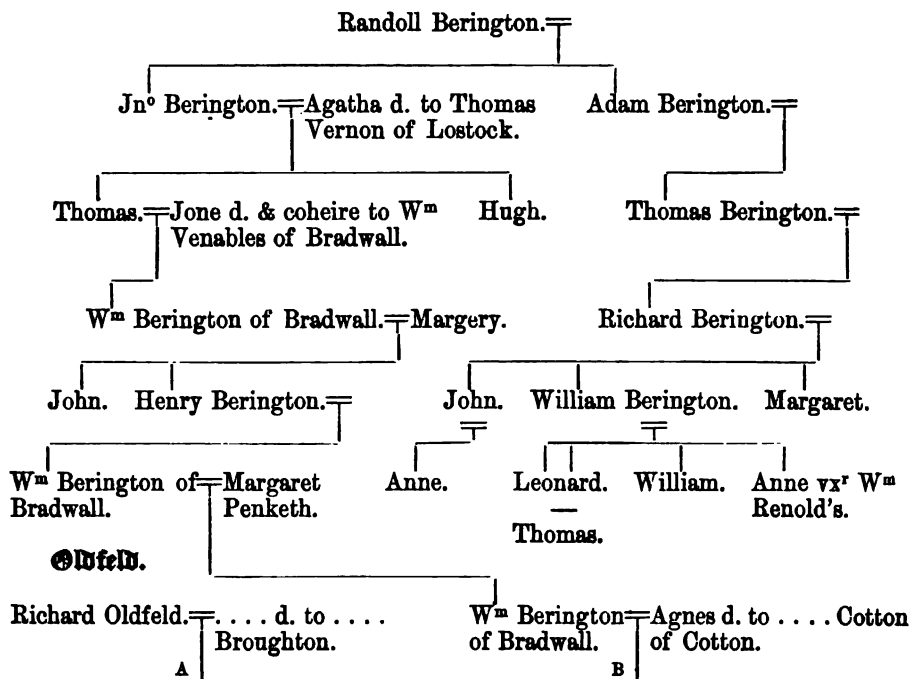 Randoll Berington.
Jnº Berington. Agatha d. to Thomas Adam Berington.
Vernon of Lostock.
Thomas. Jone d. & coheire to Wᵐ Hugh. Thomas Berington.
Venables of Bradwall.
Wᵐ Berington of Bradwall. Margery. Richard Berington.
John. Henry Berington. John. William Berington. Margaret.
Wᵐ Berington of Margaret Anne. Leonard. William. Anne vxʳ Wᵐ
Bradwall. Penketh. Renold's.
Thomas.
Oldfeld.
Richard Oldfeld. . . . . d. to . . . . Wᵐ Berington Agnes d. to . . . . Cotton
Broughton. of Bradwall. of Cotton.
A B